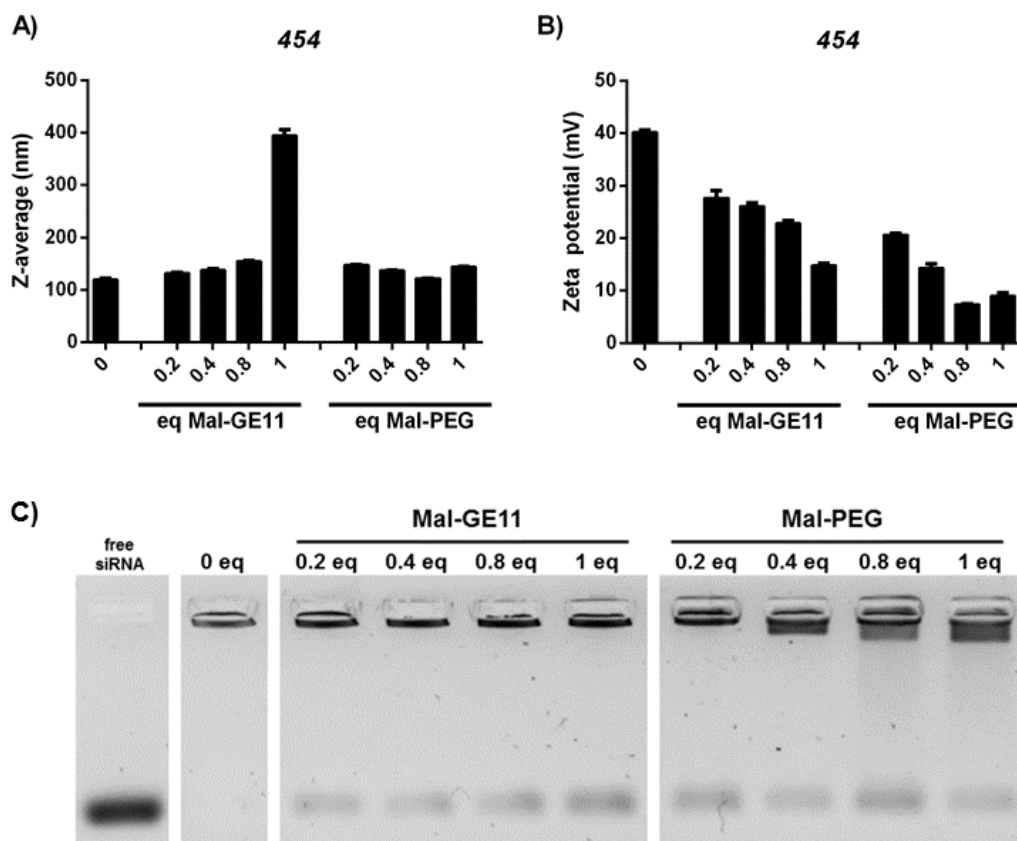 A)
454
Z-average (nm)
500
400
300
200
100
0
0
0.2
0.4
0.8
1
0.2
0.4
0.8
1
eq Mal-GE11
eq Mal-PEG
B)
454
Zeta potential (mV)
50
40
30
20
10
0
0
0.2
0.4
0.8
1
0.2
0.4
0.8
1
eq Mal-GE11
eq Mal-PEG
C)
free
siRNA
0 eq
Mal-GE11
0.2 eq 0.4 eq 0.8 eq 1 eq
Mal-PEG
0.2 eq 0.4 eq 0.8 eq 1 eq